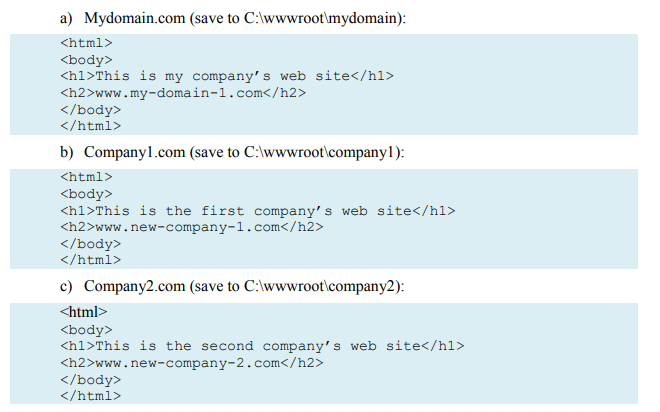 a) Mydomain.com (save to C:\wwwroot\mydomain):
<html>
<body>
<h1>This is my company’s web site</h1>
<h2>www.my-domain-1.com</h2>
</body>
</html>
b) Company1.com (save to C:\wwwroot\company1):
<html>
<body>
<h1>This is the first company’s web site</h1>
<h2>www.new-company-1.com</h2>
</body>
</html>
c) Company2.com (save to C:\wwwroot\company2):
<html>
<body>
<h1>This is the second company’s web site</h1>
<h2>www.new-company-2.com</h2>
</body>
</html>